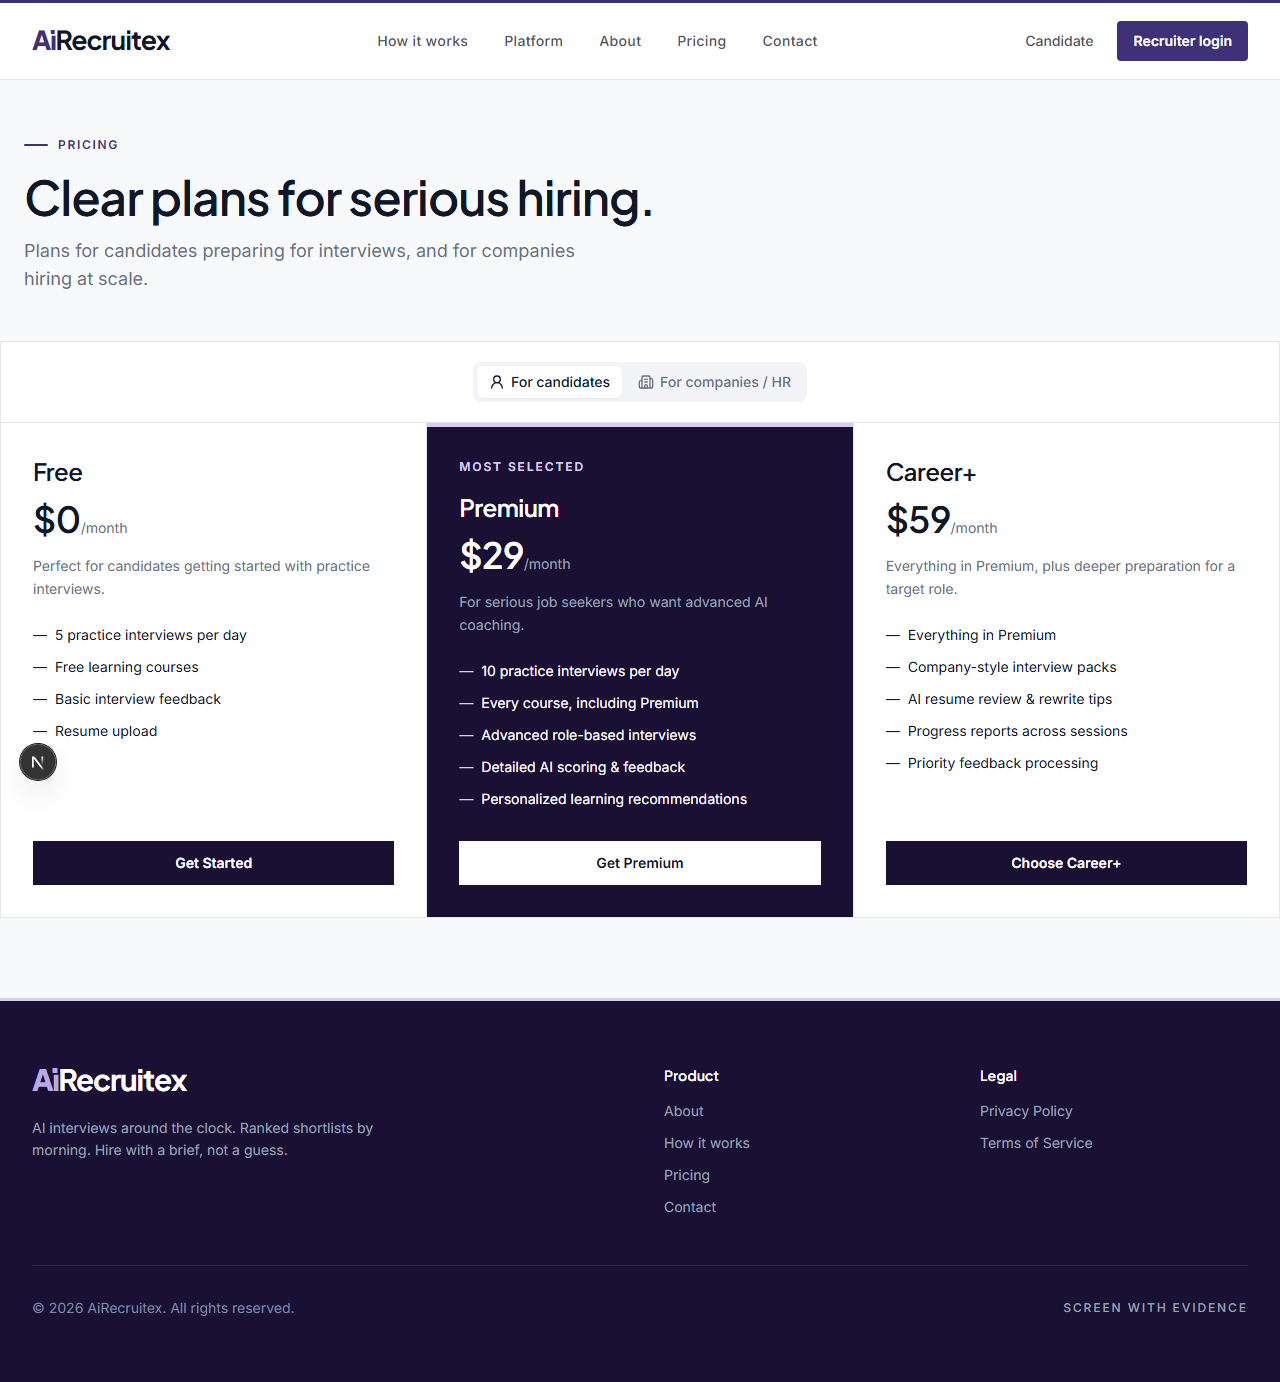 AiRecruitex
How it works
Platform
About
Pricing
Contact
Candidate
Recruiter login
PRICING
Clear plans for serious hiring.
Plans for candidates preparing for interviews, and for companies
hiring at scale.
For candidates
For companies / HR
Free
$0/month
Perfect for candidates getting started with practice
interviews.
— 5 practice interviews per day
— Free learning courses
— Basic interview feedback
— Resume upload
N
Get Started
MOST SELECTED
Premium
$29/month
For serious job seekers who want advanced AI
coaching.
— 10 practice interviews per day
— Every course, including Premium
— Advanced role-based interviews
— Detailed AI scoring & feedback
— Personalized learning recommendations
Get Premium
Career+
$59/month
Everything in Premium, plus deeper preparation for a
target role.
— Everything in Premium
— Company-style interview packs
— AI resume review & rewrite tips
— Progress reports across sessions
— Priority feedback processing
Choose Career+
AiRecruitex
AI interviews around the clock. Ranked shortlists by
morning. Hire with a brief, not a guess.
Product
About
How it works
Pricing
Contact
Legal
Privacy Policy
Terms of Service
© 2026 AiRecruitex. All rights reserved.
SCREEN WITH EVIDENCE